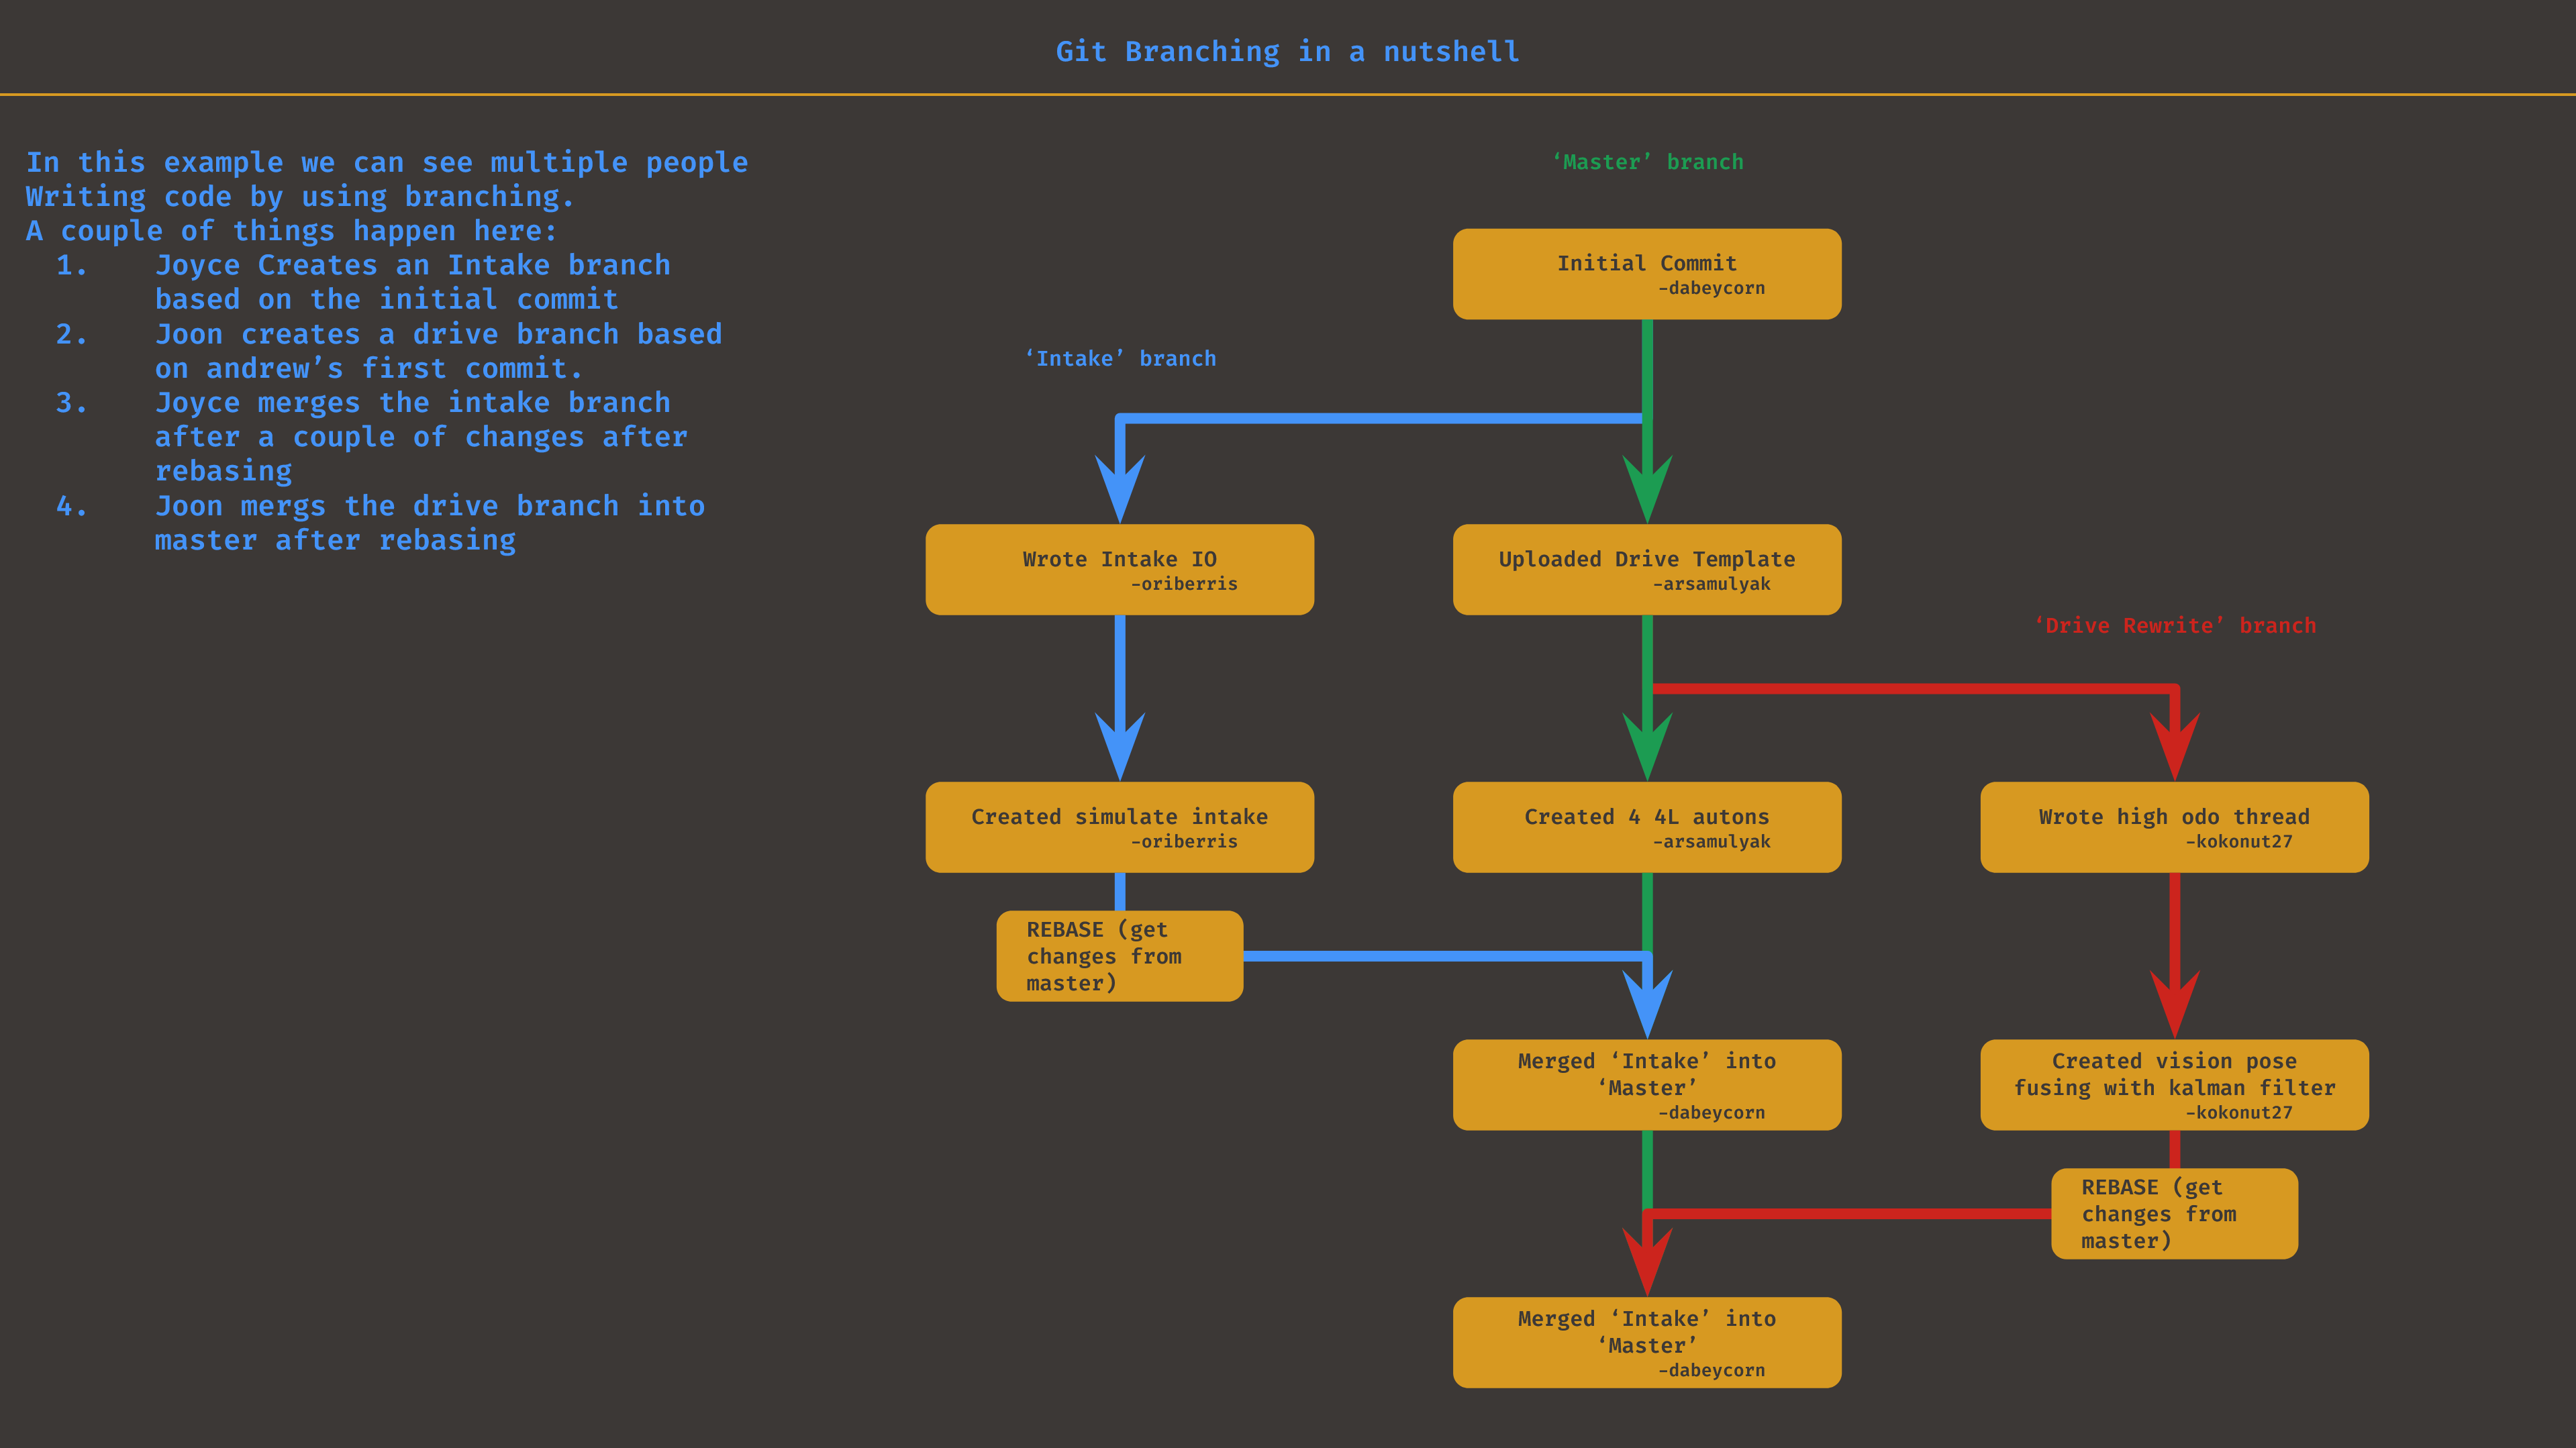 Git Branching in a nutshell
In this example we can see multiple people
Writing code by using branching.
A couple of things happen here:
1. Joyce Creates an Intake branch
based on the initial commit
2. Joon creates a drive branch based
on andrew’s first commit.
3. Joyce merges the intake branch
after a couple of changes after
rebasing
4. Joon mergs the drive branch into
master after rebasing
‘Master’ branch
Initial Commit
-dabeycorn
‘Intake’ branch
Wrote Intake IO
-oriberris
Uploaded Drive Template
-arsamulyak
‘Drive Rewrite’ branch
Created simulate intake
-oriberris
Created 4 4L autons
-arsamulyak
Wrote high odo thread
-kokonut27
REBASE (get
changes from
master)
Merged ‘Intake’ into
‘Master’
-dabeycorn
Created vision pose
fusing with kalman filter
-kokonut27
REBASE (get
changes from
master)
Merged ‘Intake’ into
‘Master’
-dabeycorn